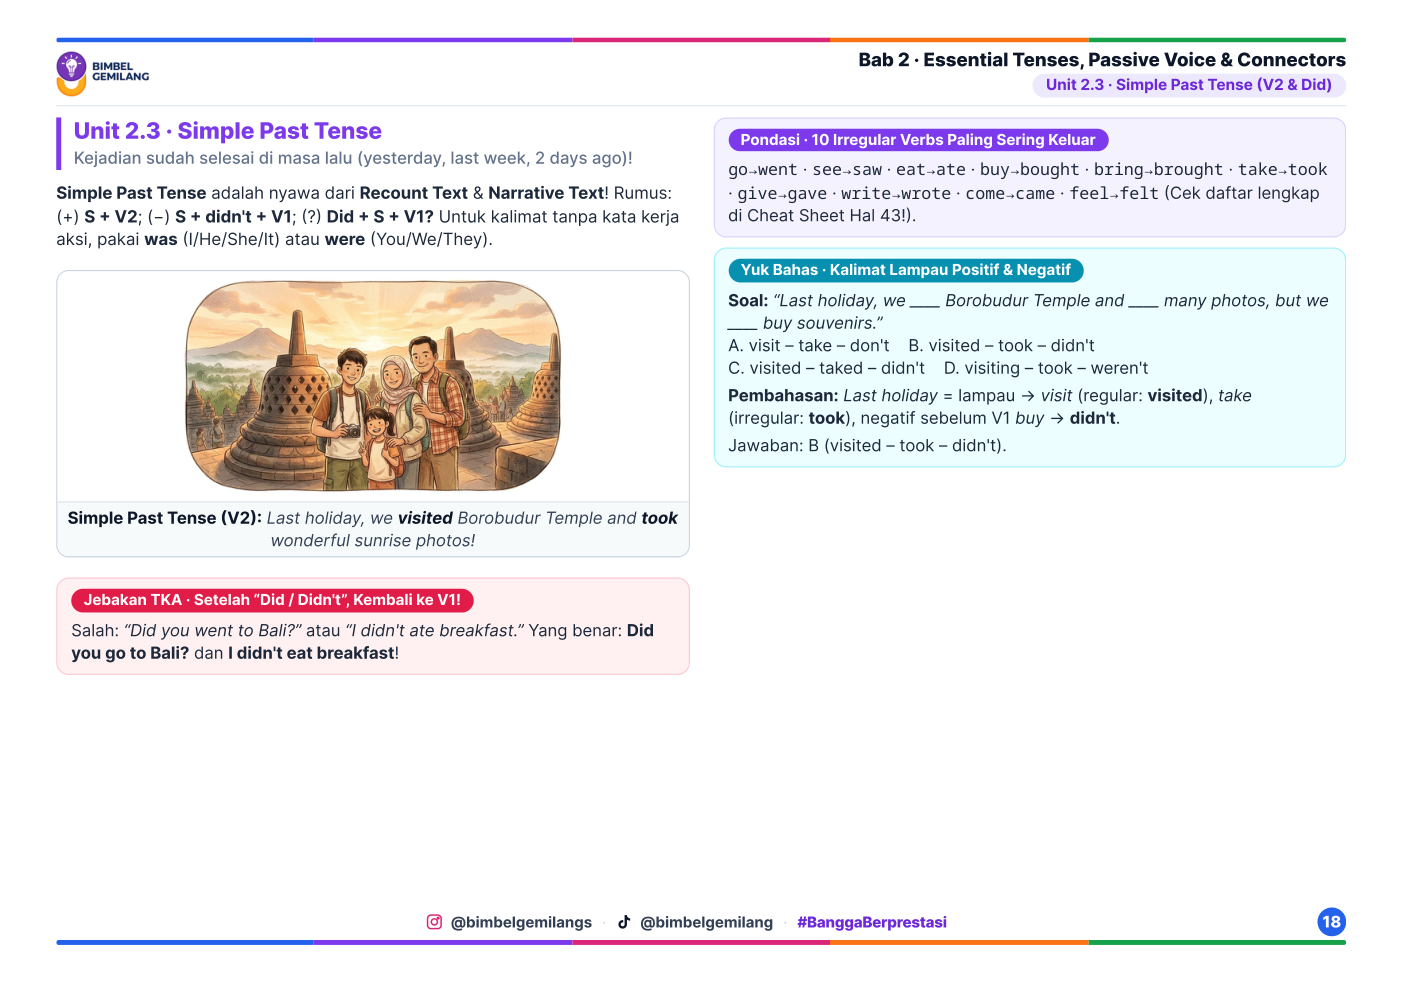 BIMBEL
GEMILANG
Bab 2 · Essential Tenses, Passive Voice & Connectors
Unit 2.3 · Simple Past Tense (V2 & Did)
Unit 2.3 · Simple Past Tense
Kejadian sudah selesai di masa lalu (yesterday, last week, 2 days ago)!
Simple Past Tense adalah nyawa dari Recount Text & Narrative Text! Rumus:
(+) S + V2; (−) S + didn't + V1; (?) Did + S + V1? Untuk kalimat tanpa kata kerja
aksi, pakai was (I/He/She/It) atau were (You/We/They).
Simple Past Tense (V2): Last holiday, we visited Borobudur Temple and took
wonderful sunrise photos!
Jebakan TKA · Setelah “Did / Didn't”, Kembali ke V1!
Salah: “Did you went to Bali?” atau “I didn't ate breakfast.” Yang benar: Did
you go to Bali? dan I didn't eat breakfast!
Pondasi · 10 Irregular Verbs Paling Sering Keluar
go→went · see→saw · eat→ate · buy→bought · bring→brought · take→took
· give→gave · write→wrote · come→came · feel→felt (Cek daftar lengkap
di Cheat Sheet Hal 43!).
Yuk Bahas · Kalimat Lampau Positif & Negatif
Soal: “Last holiday, we ____ Borobudur Temple and ____ many photos, but we
____ buy souvenirs.”
A. visit – take – don't B. visited – took – didn't
C. visited – taked – didn't D. visiting – took – weren't
Pembahasan: Last holiday = lampau → visit (regular: visited), take
(irregular: took), negatif sebelum V1 buy → didn't.
Jawaban: B (visited – took – didn't).
@bimbelgemilangs · @bimbelgemilang · #BanggaBerprestasi
18